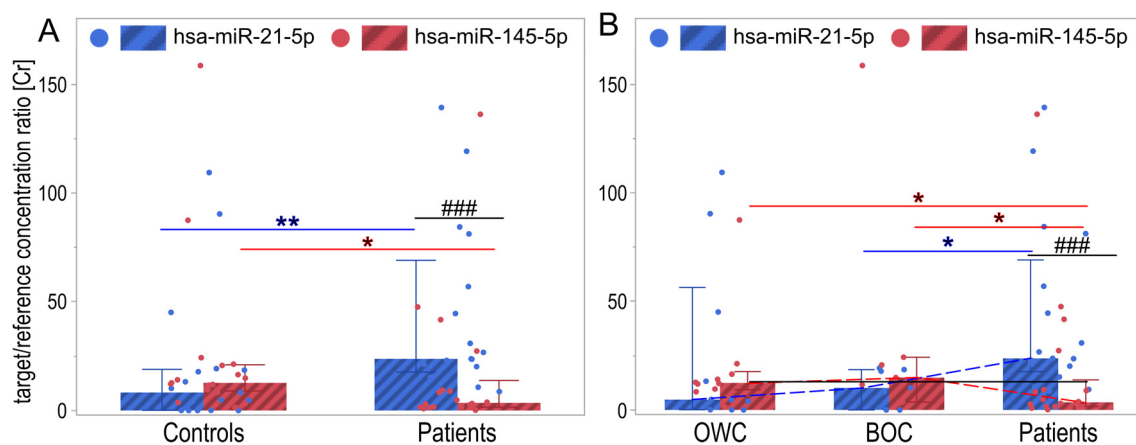 A
hsa-miR-21-5p
hsa-miR-145-5p
target/reference concentration ratio [Cr]
150
100
50
0
**
###
*
Controls
Patients
B
hsa-miR-21-5p
hsa-miR-145-5p
150
100
50
0
*
*
*
###
OWC
BOC
Patients